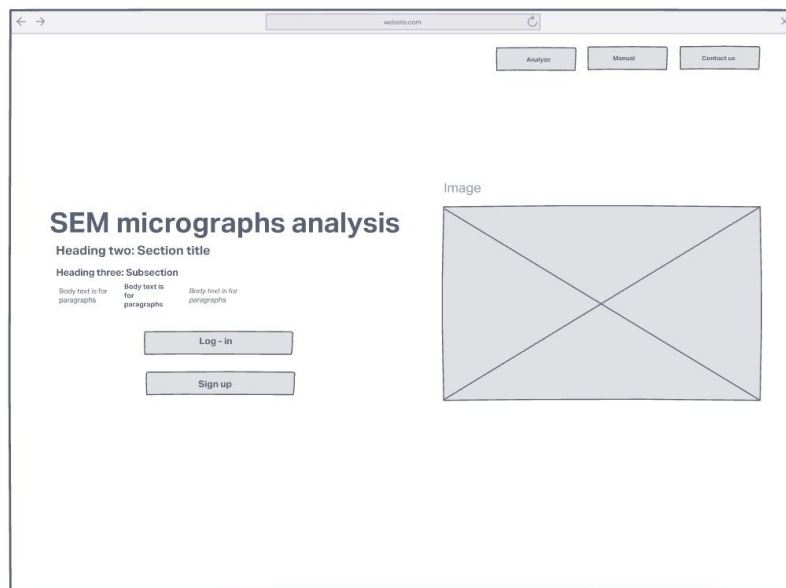 website.com
Analyze
Manual
Contact us
Image
SEM micrographs analysis
Heading two: Section title
Heading three: Subsection
Body text is for
paragraphs
Body text is
for
paragraphs
Body text is for
paragraphs
Log - in
Sign up